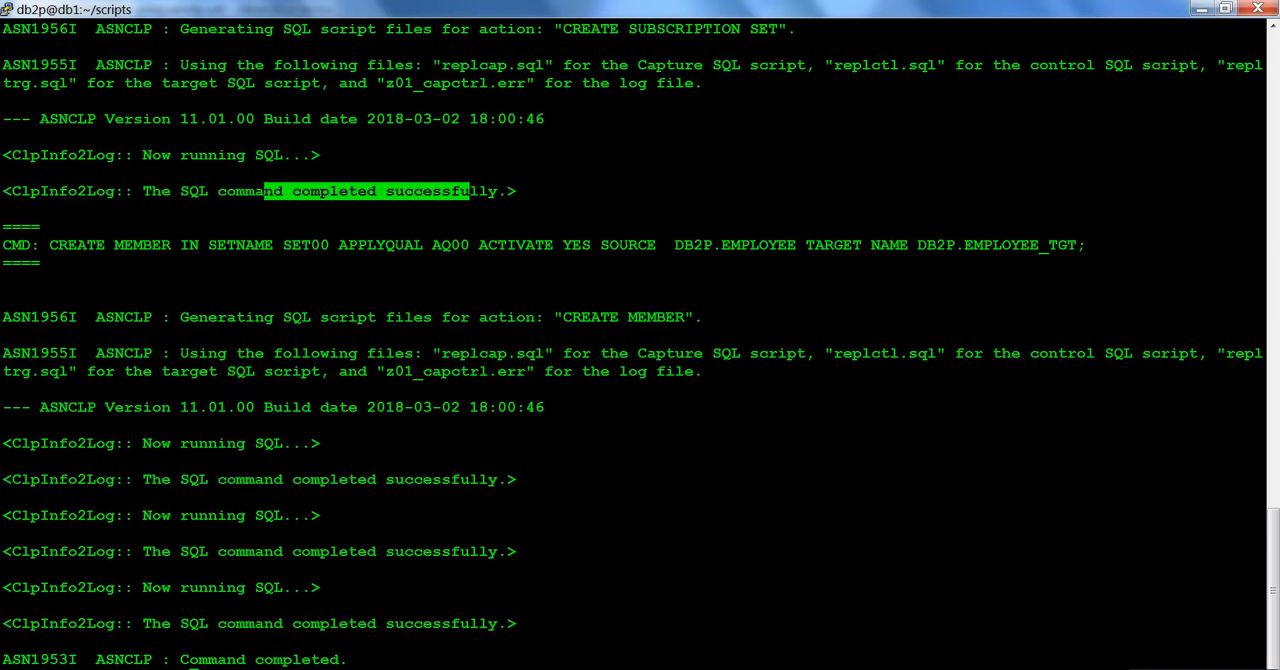 db2p@db1:~/scripts
ASN1956I  ASNCLP : Generating SQL script files for action: "CREATE SUBSCRIPTION SET".
ASN1955I  ASNCLP : Using the following files: "replcap.sql" for the Capture SQL script, "replctl.sql" for the control SQL script, "repl
trg.sql" for the target SQL script, and "z01_capctrl.err" for the log file.
--- ASNCLP Version 11.01.00 Build date 2018-03-02 18:00:46
<ClpInfo2Log:: Now running SQL...>
<ClpInfo2Log:: The SQL command completed successfully.>
====
CMD: CREATE MEMBER IN SETNAME SET00 APPLYQUAL AQ00 ACTIVATE YES SOURCE  DB2P.EMPLOYEE TARGET NAME DB2P.EMPLOYEE_TGT;
====
ASN1956I  ASNCLP : Generating SQL script files for action: "CREATE MEMBER".
ASN1955I  ASNCLP : Using the following files: "replcap.sql" for the Capture SQL script, "replctl.sql" for the control SQL script, "repl
trg.sql" for the target SQL script, and "z01_capctrl.err" for the log file.
--- ASNCLP Version 11.01.00 Build date 2018-03-02 18:00:46
<ClpInfo2Log:: Now running SQL...>
<ClpInfo2Log:: The SQL command completed successfully.>
<ClpInfo2Log:: Now running SQL...>
<ClpInfo2Log:: The SQL command completed successfully.>
<ClpInfo2Log:: Now running SQL...>
<ClpInfo2Log:: The SQL command completed successfully.>
ASN1953I  ASNCLP : Command completed.